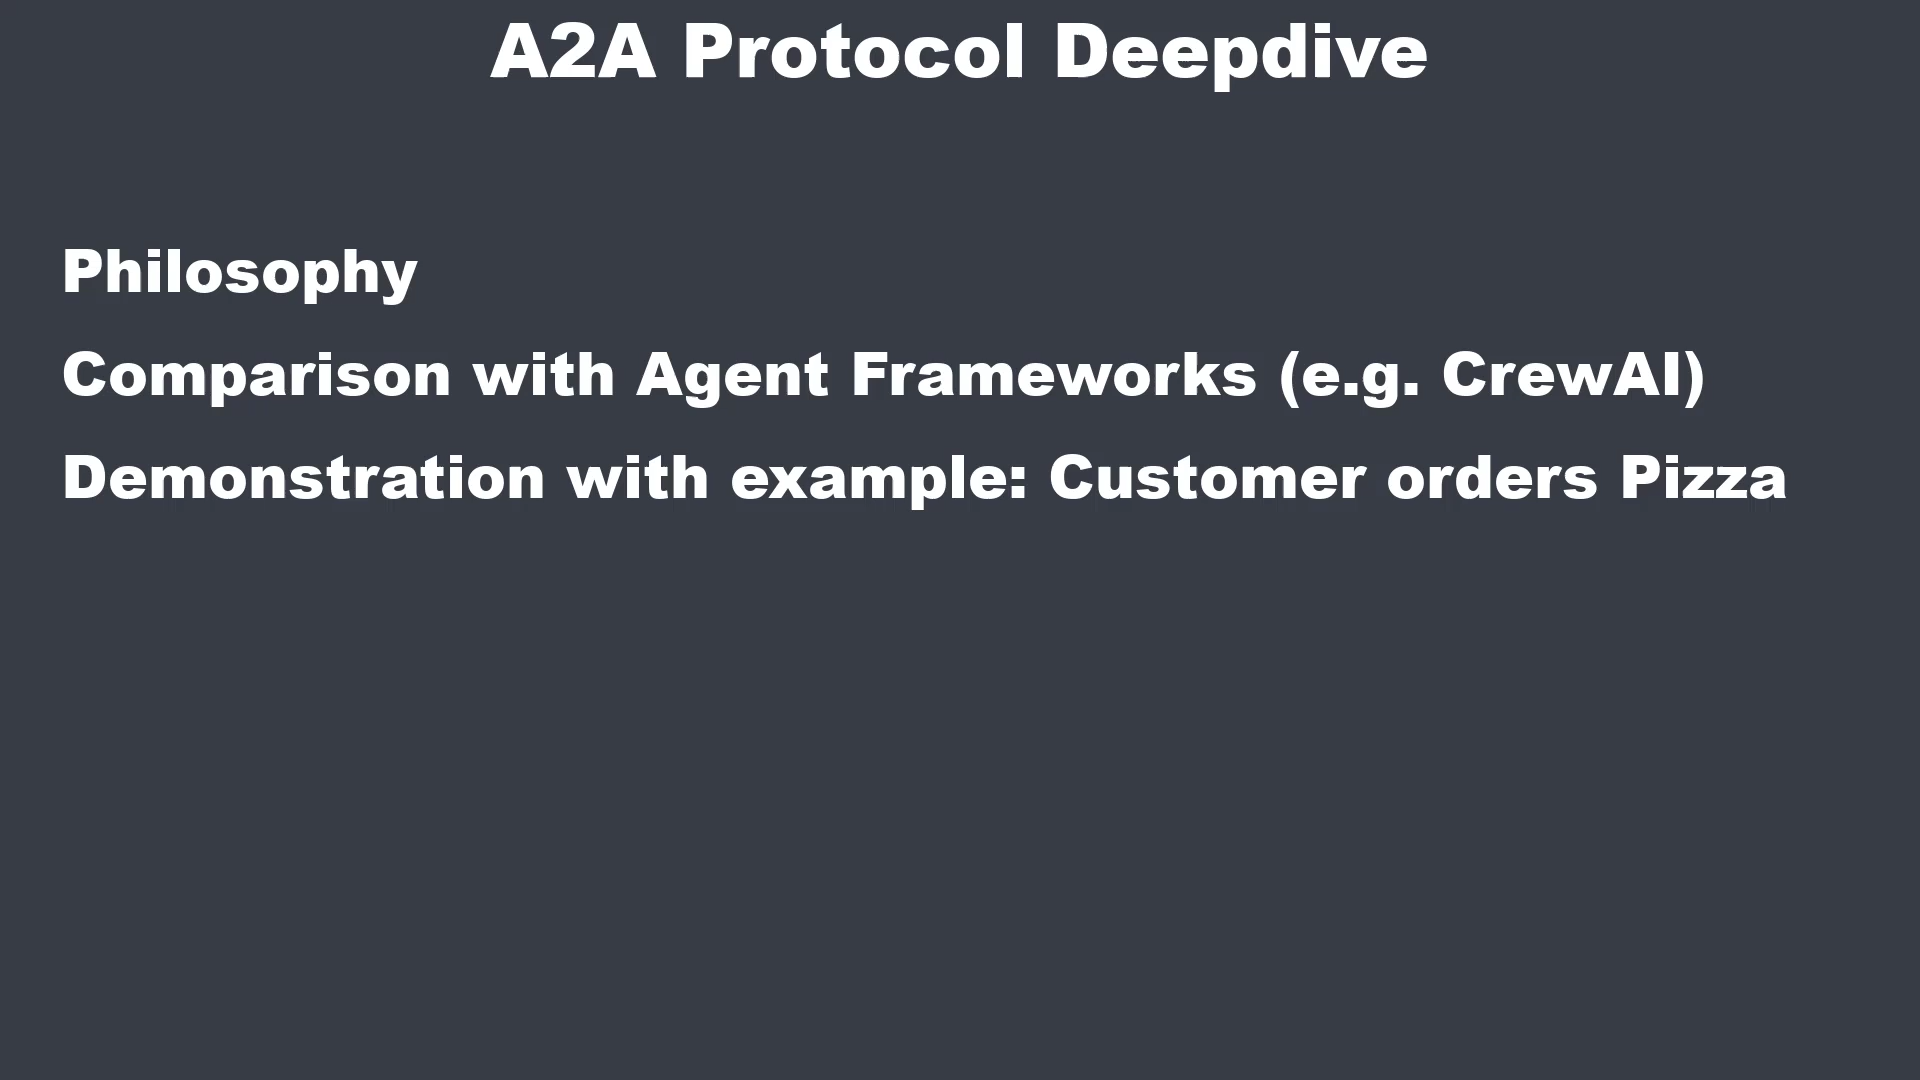 A2A Protocol Deepdive
Philosophy
Comparison with Agent Frameworks (e.g. CrewAI)
Demonstration with example: Customer orders Pizza